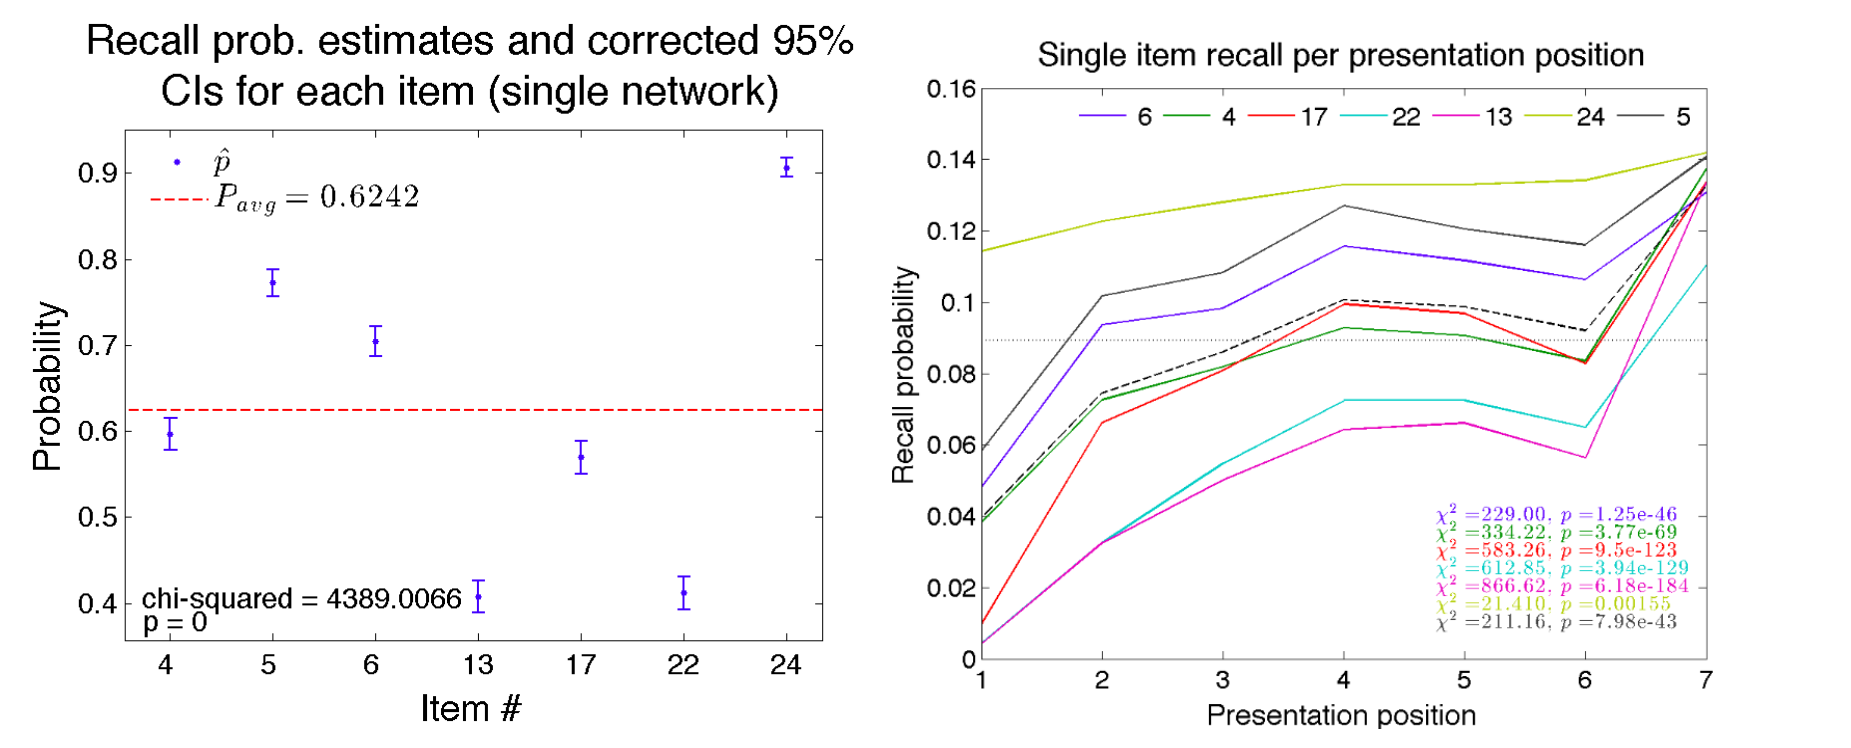 Recall prob. estimates and corrected 95%
CIs for each item (single network)
p̂
P_avg = 0.6242
0.9
0.8
0.7
0.6
0.5
0.4
Probability
chi-squared = 4389.0066
p = 0
4 5 6 13 17 22 24
Item #
Single item recall per presentation position
6 4 17 22 13 24 5
0.16
0.14
0.12
0.1
0.08
0.06
0.04
0.02
0
Recall probability
χ² =229.00, p =1.25e-46
χ² =334.22, p =3.77e-69
χ² =583.26, p =9.5e-123
χ² =612.85, p =3.94e-129
χ² =866.62, p =6.18e-184
χ² =21.410, p =0.00155
χ² =211.16, p =7.98e-43
1 2 3 4 5 6 7
Presentation position